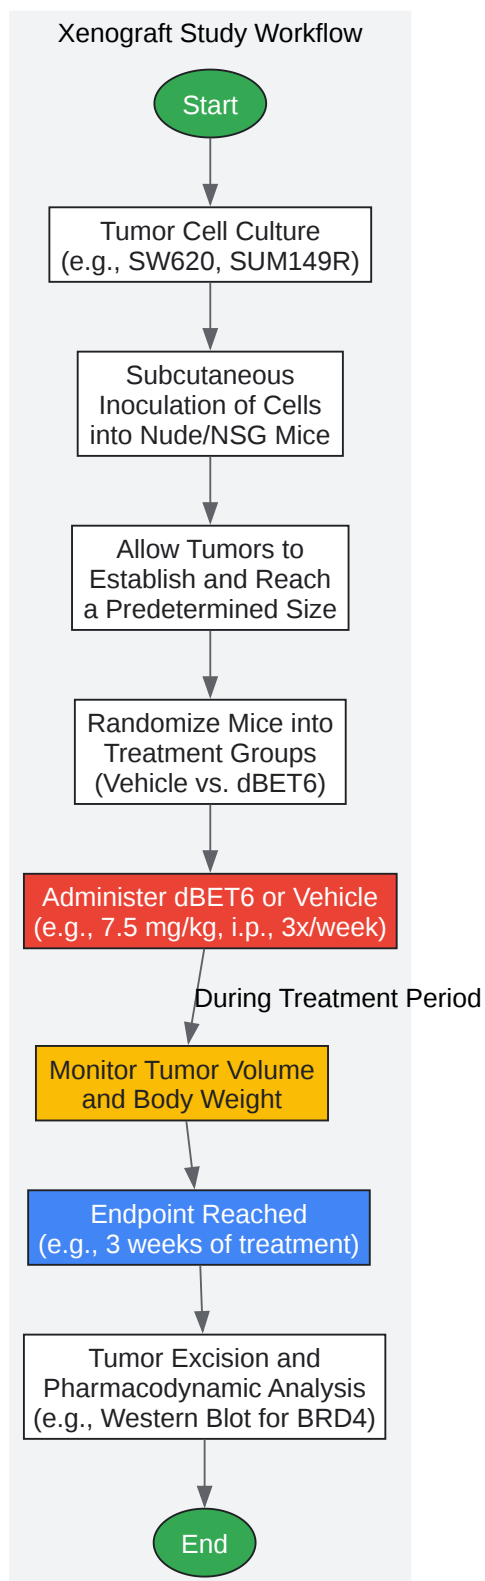 Xenograft Study Workflow
Start
Tumor Cell Culture
(e.g., SW620, SUM149R)
Subcutaneous
Inoculation of Cells
into Nude/NSG Mice
Allow Tumors to
Establish and Reach
a Predetermined Size
Randomize Mice into
Treatment Groups
(Vehicle vs. dBET6)
Administer dBET6 or Vehicle
(e.g., 7.5 mg/kg, i.p., 3x/week)
During Treatment Period
Monitor Tumor Volume
and Body Weight
Endpoint Reached
(e.g., 3 weeks of treatment)
Tumor Excision and
Pharmacodynamic Analysis
(e.g., Western Blot for BRD4)
End